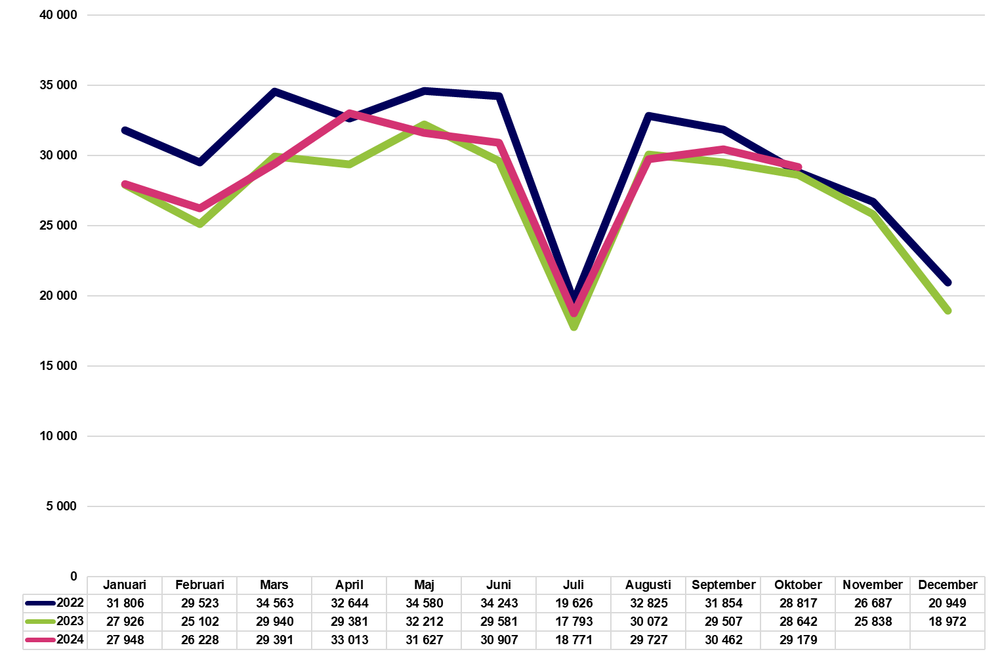 40 000
35 000
30 000
25 000
20 000
15 000
10 000
5 000
0
Januari Februari Mars April Maj Juni Juli Augusti September Oktober November December
2022 31 806 29 523 34 563 32 644 34 580 34 243 19 626 32 825 31 854 28 817 26 687 20 949
2023 27 926 25 102 29 940 29 381 32 212 29 581 17 793 30 072 29 507 28 642 25 838 18 972
2024 27 948 26 228 29 391 33 013 31 627 30 907 18 771 29 727 30 462 29 179